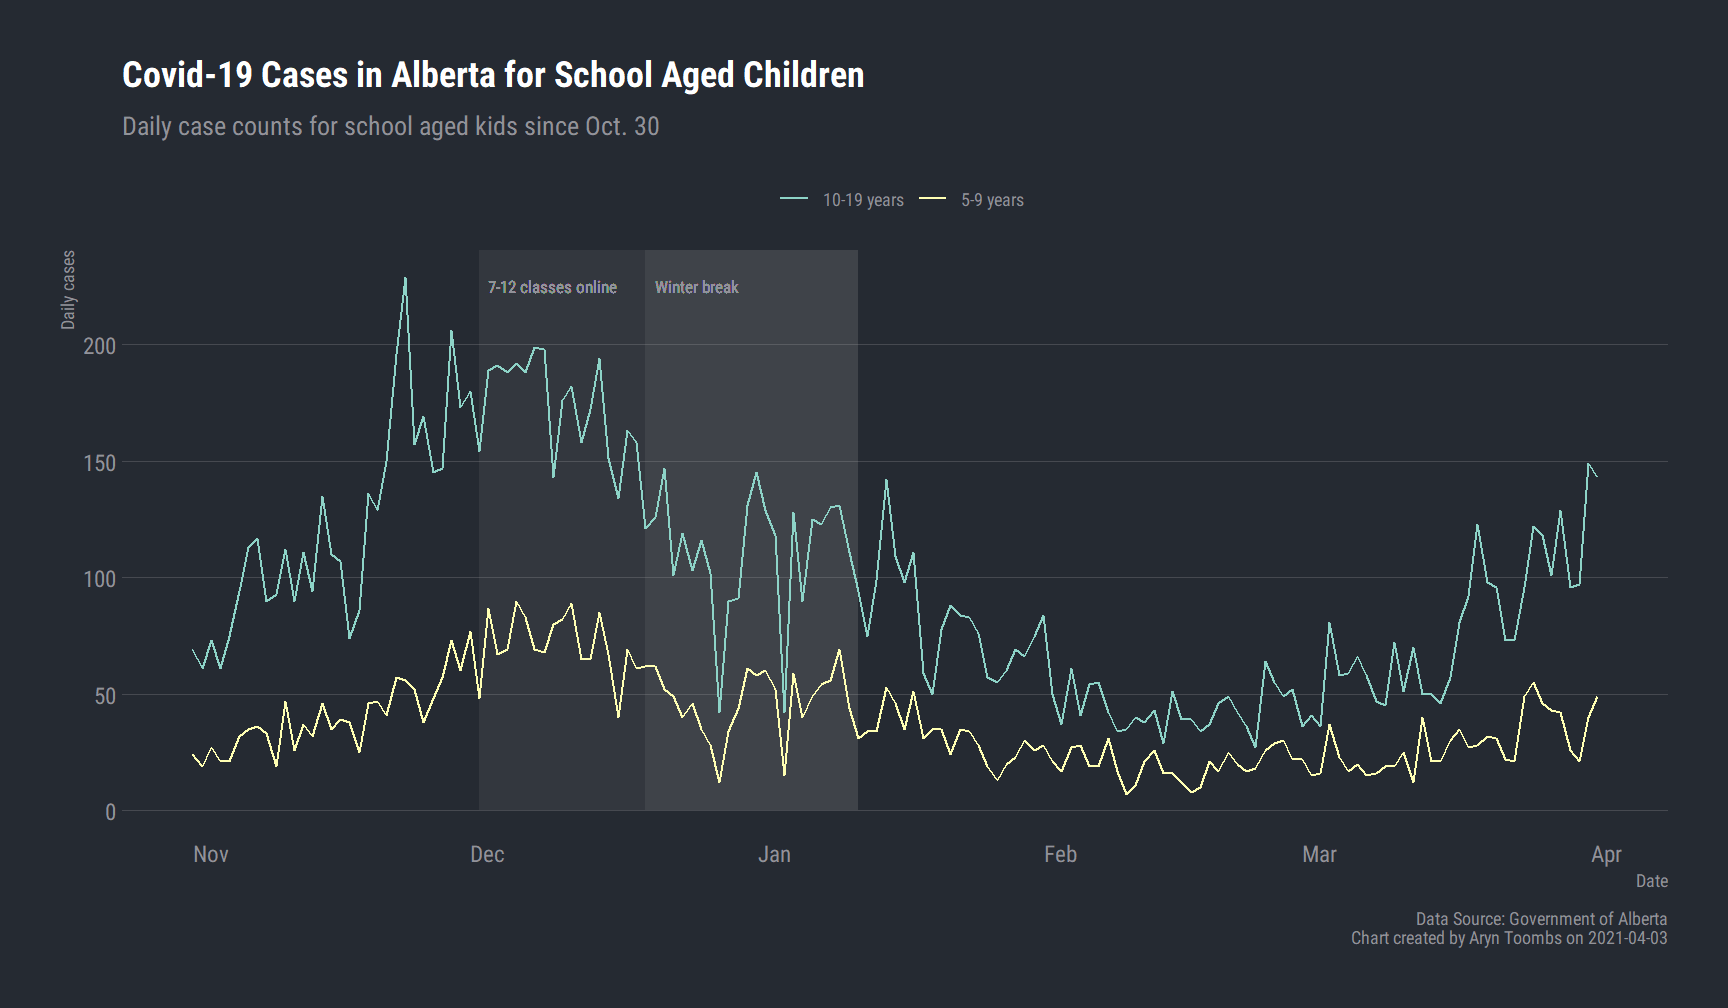 Covid-19 Cases in Alberta for School Aged Children
Daily case counts for school aged kids since Oct. 30
10-19 years
5-9 years
Daily cases
7-12 classes online
Winter break
200
150
100
50
0
Nov
Dec
Jan
Feb
Mar
Apr
Date
Data Source: Government of Alberta
Chart created by Aryn Toombs on 2021-04-03